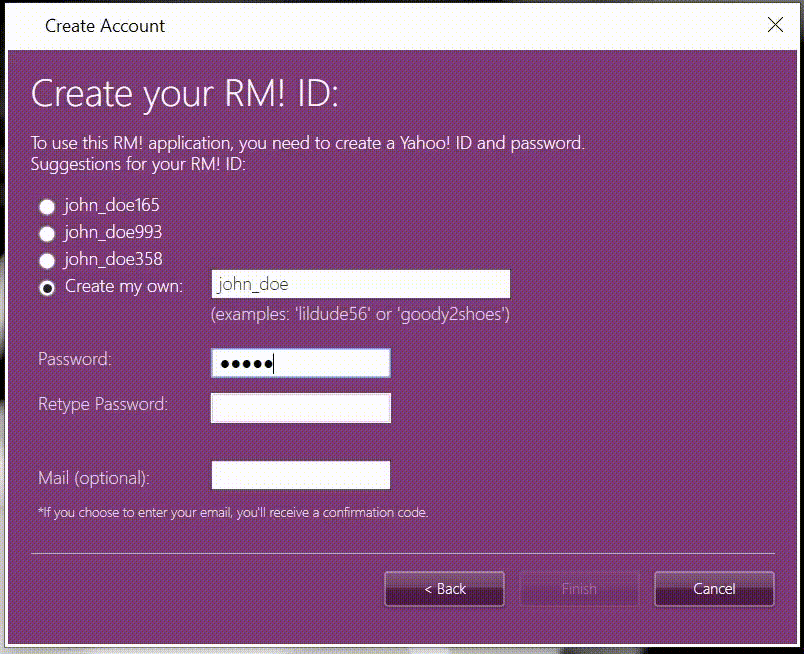 Create Account
Create your RM! ID:
To use this RM! application, you need to create a Yahoo! ID and password.
Suggestions for your RM! ID:
john_doe165
john_doe993
john_doe358
Create my own: john_doe
(examples: 'lildude56' or 'goody2shoes')
Password: ●●●●●
Retype Password:
Mail (optional):
*If you choose to enter your email, you'll receive a confirmation code.
< Back Finish Cancel